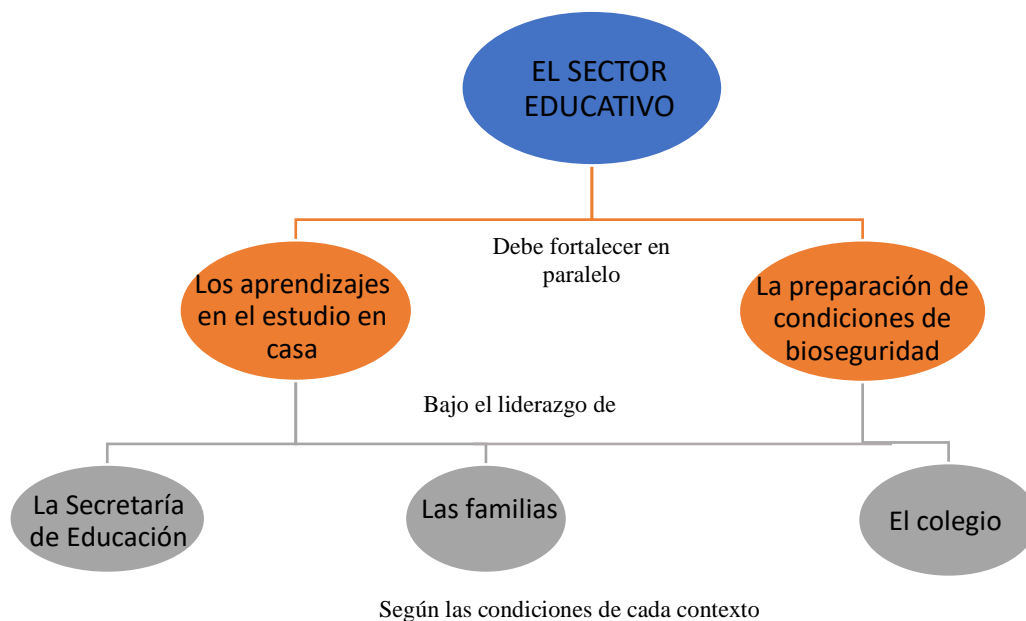 EL SECTOR
EDUCATIVO
Debe fortalecer en
paralelo
Los aprendizajes
en el estudio en
casa
La preparación de
condiciones de
bioseguridad
Bajo el liderazgo de
La Secretaría
de Educación
Las familias
El colegio
Según las condiciones de cada contexto